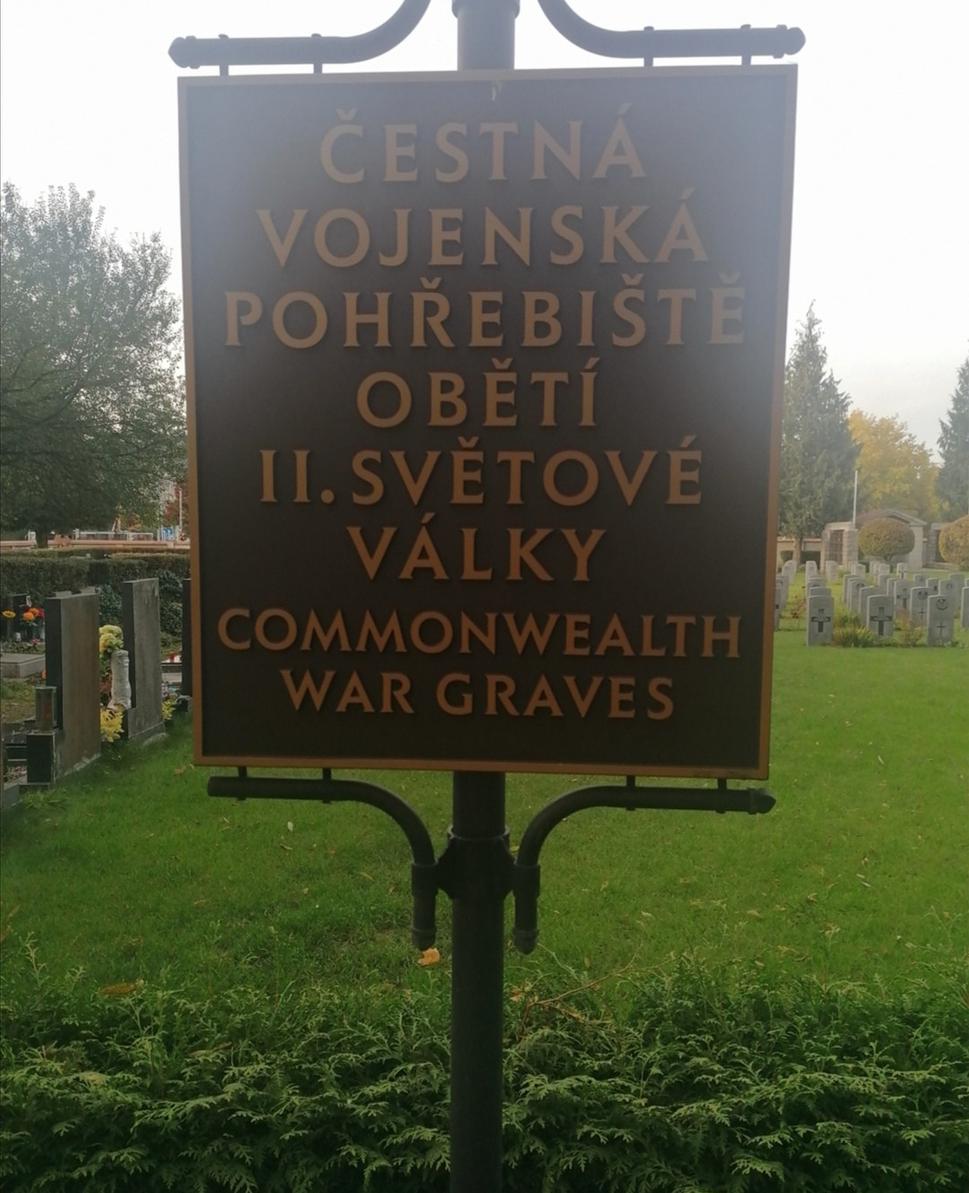 ČESTNÁ
VOJENSKÁ
POHŘEBIŠTĚ
OBĚTÍ
II. SVĚTOVÉ
VÁLKY
COMMONWEALTH
WAR GRAVES